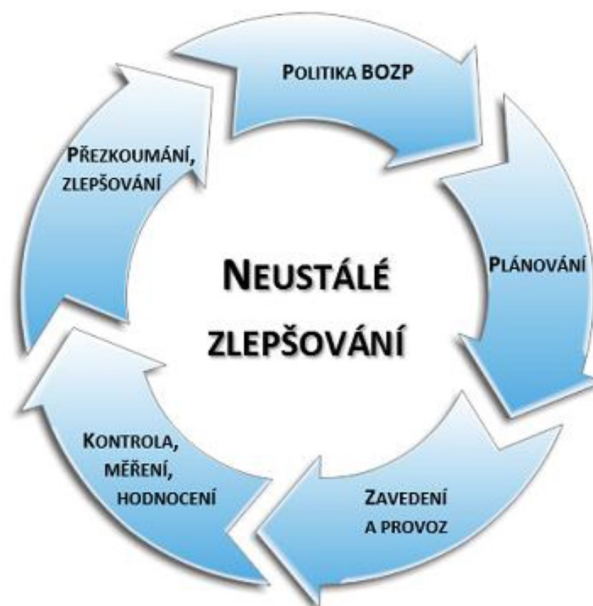 POLITIKA BOZP
PLÁNOVÁNÍ
ZAVEDENÍ
A PROVOZ
KONTROLA,
MĚŘENÍ,
HODNOCENÍ
PŘEZKOUMÁNÍ,
ZLEPŠOVÁNÍ
NEUSTÁLÉ
ZLEPŠOVÁNÍ